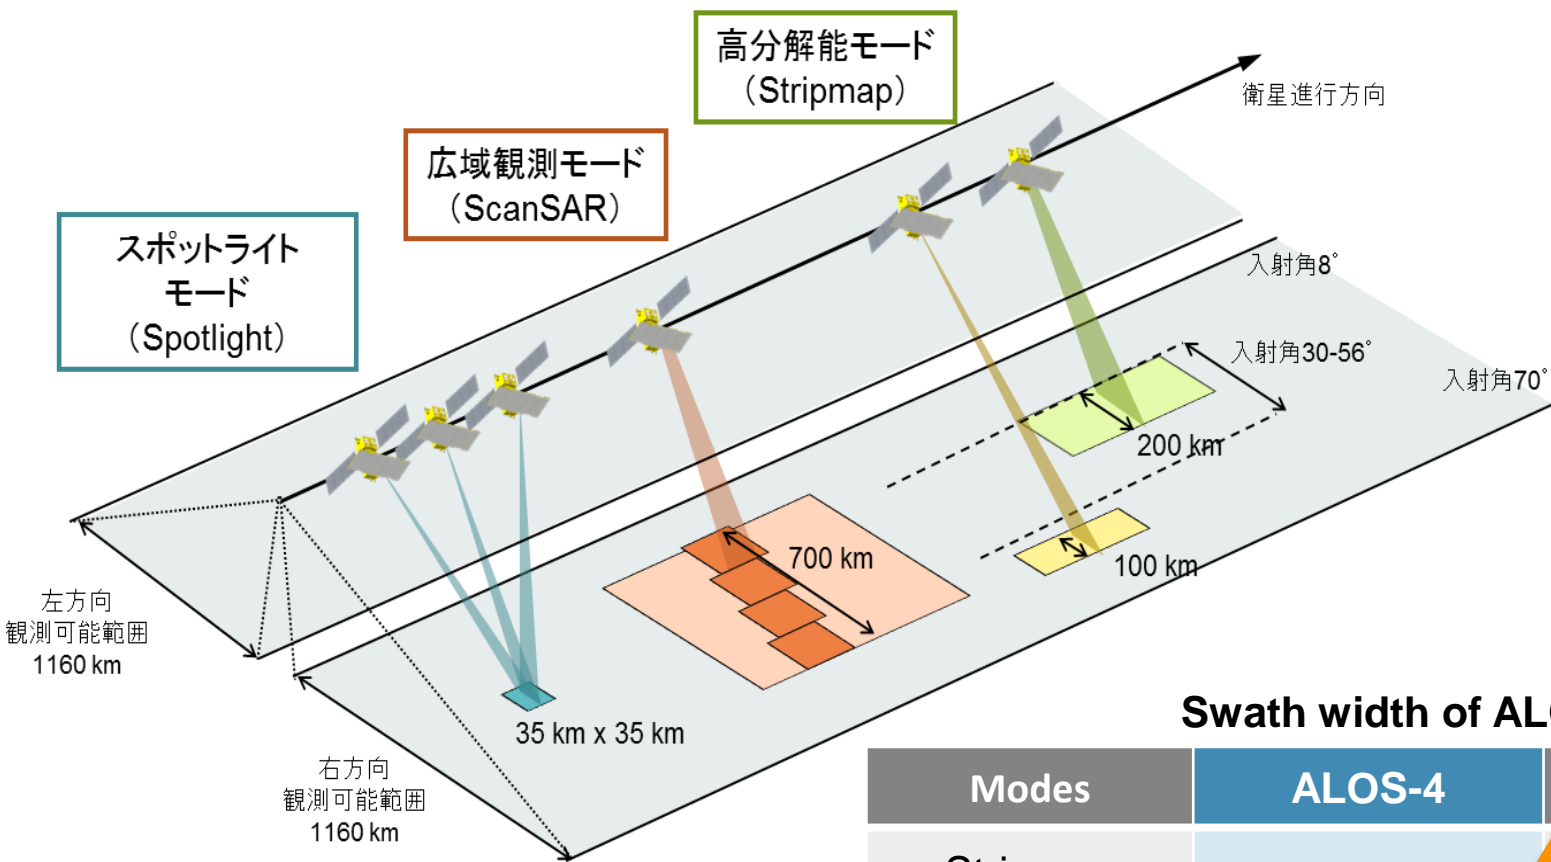 高分解能モード
（Stripmap）
衛星進行方向
広域観測モード
（ScanSAR）
スポットライト
モード
（Spotlight）
入射角8°
入射角30-56°
入射角70°
200 km
700 km
100 km
左方向
観測可能範囲
1160 km
35 km x 35 km
右方向
観測可能範囲
1160 km
Swath width of
Modes
ALOS-4